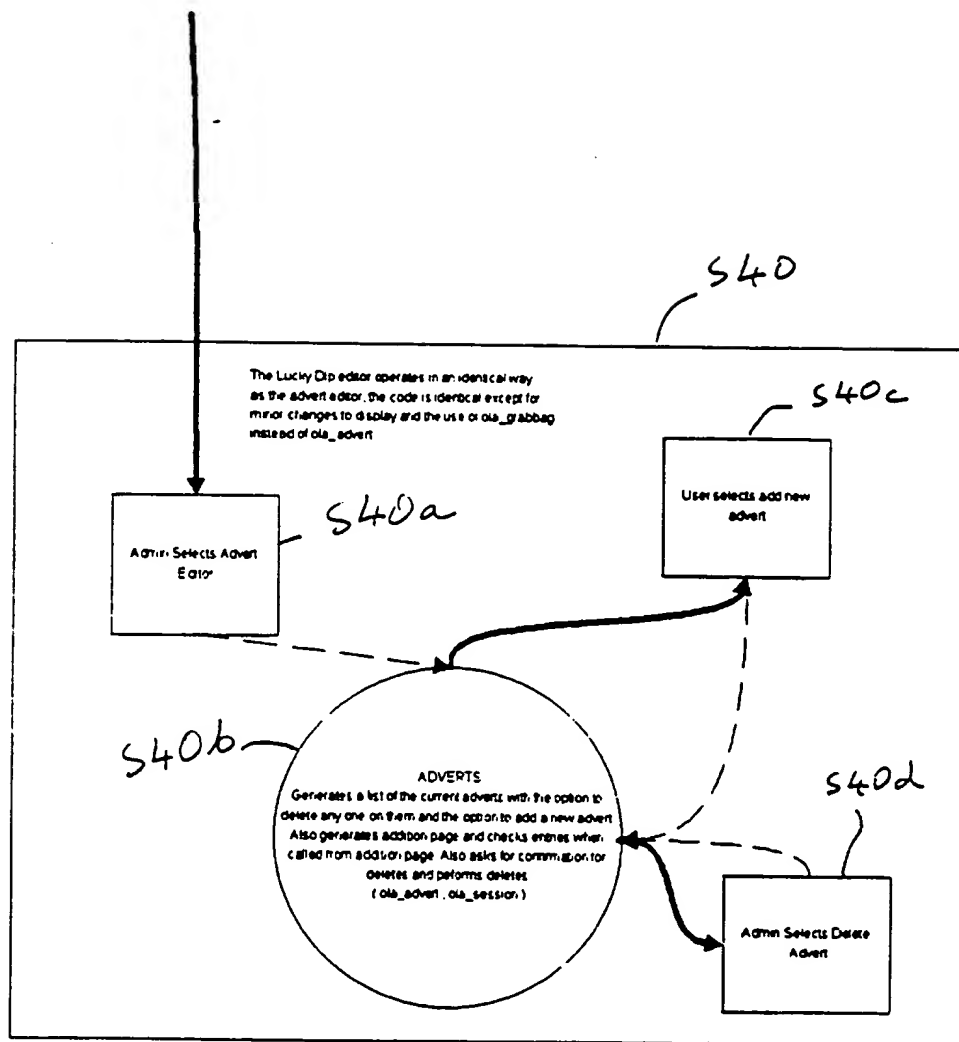 S40
The Lucky Dip editor operates in an identical way
as the advert editor, the code is identical except for
minor changes to display and the use of ola_grabbag
instead of ola_advert
S40c
User selects add new
advert
S40a
Admin Selects Advert
Editor
S40b
ADVERTS
Generates a list of the current adverts with the option to
delete any one on them and the option to add a new advert
Also generates addition page and checks entries when
called from addition page. Also asks for confirmation for
deletes and peforms deletes
( ola_advert , ola_session )
S40d
Admin Selects Delete
Advert